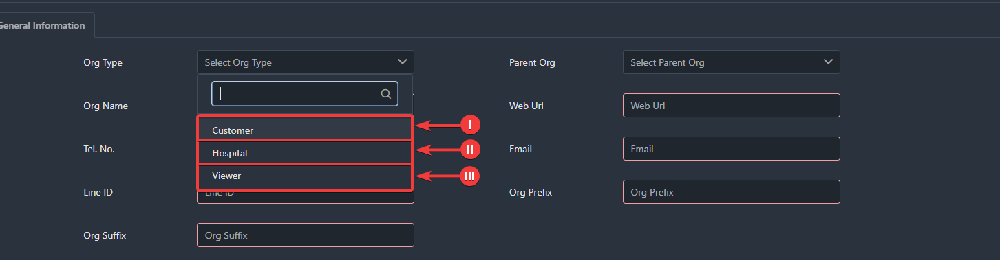 General Information
Org Type Select Org Type Parent Org Select Parent Org
Org Name Web Url Web Url
Customer I
Tel. No. Hospital II Email Email
Viewer III
Line ID Line ID Org Prefix Org Prefix
Org Suffix Org Suffix